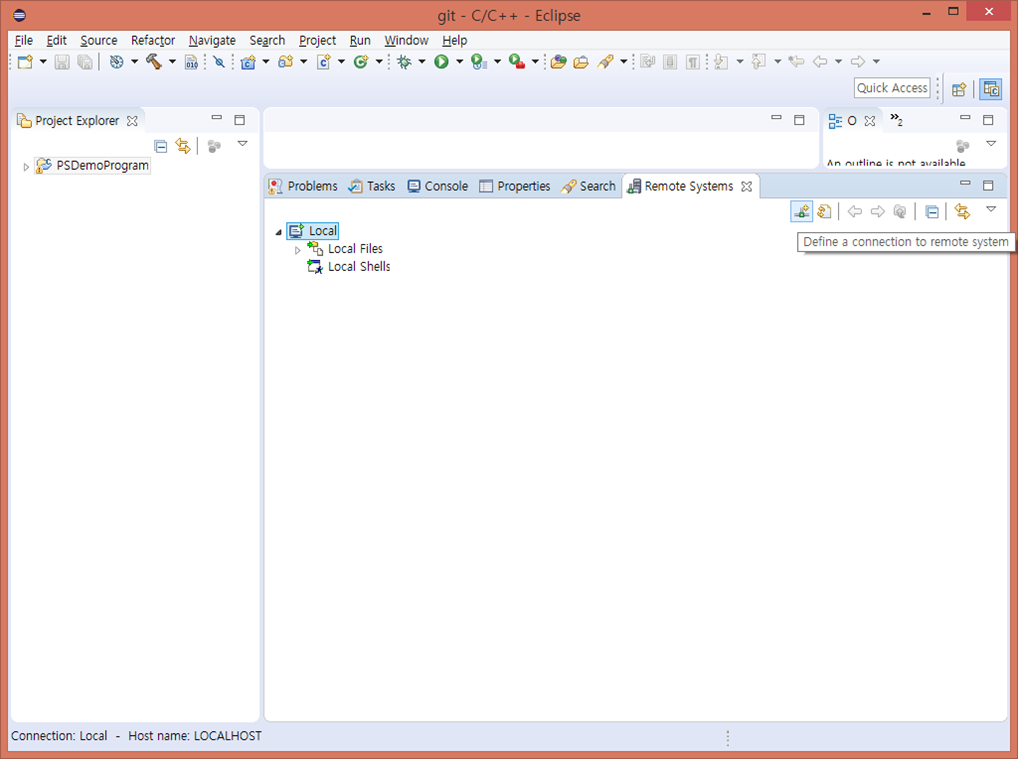 git - C/C++ - Eclipse
File Edit Source Refactor Navigate Search Project Run Window Help
Quick Access
Project Explorer
O
»2
PSDemoProgram
An outline is not available.
Problems Tasks Console Properties Search Remote Systems
Define a connection to remote system
Local
Local Files
Local Shells
Connection: Local - Host name: LOCALHOST